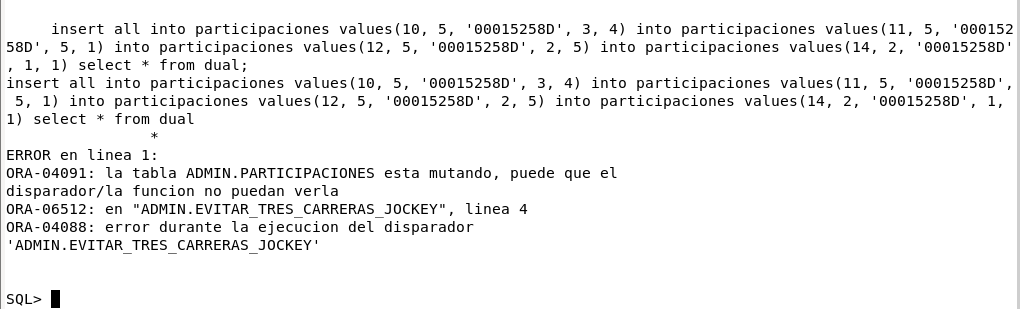 insert all into participaciones values(10, 5, '00015258D', 3, 4) into participaciones values(11, 5, '000152
58D', 5, 1) into participaciones values(12, 5, '00015258D', 2, 5) into participaciones values(14, 2, '00015258D'
, 1, 1) select * from dual;
insert all into participaciones values(10, 5, '00015258D', 3, 4) into participaciones values(11, 5, '00015258D',
5, 1) into participaciones values(12, 5, '00015258D', 2, 5) into participaciones values(14, 2, '00015258D', 1,
1) select * from dual
*
ERROR en linea 1:
ORA-04091: la tabla ADMIN.PARTICIPACIONES esta mutando, puede que el
disparador/la funcion no puedan verla
ORA-06512: en "ADMIN.EVITAR_TRES_CARRERAS_JOCKEY", linea 4
ORA-04088: error durante la ejecucion del disparador
'ADMIN.EVITAR_TRES_CARRERAS_JOCKEY'
SQL>